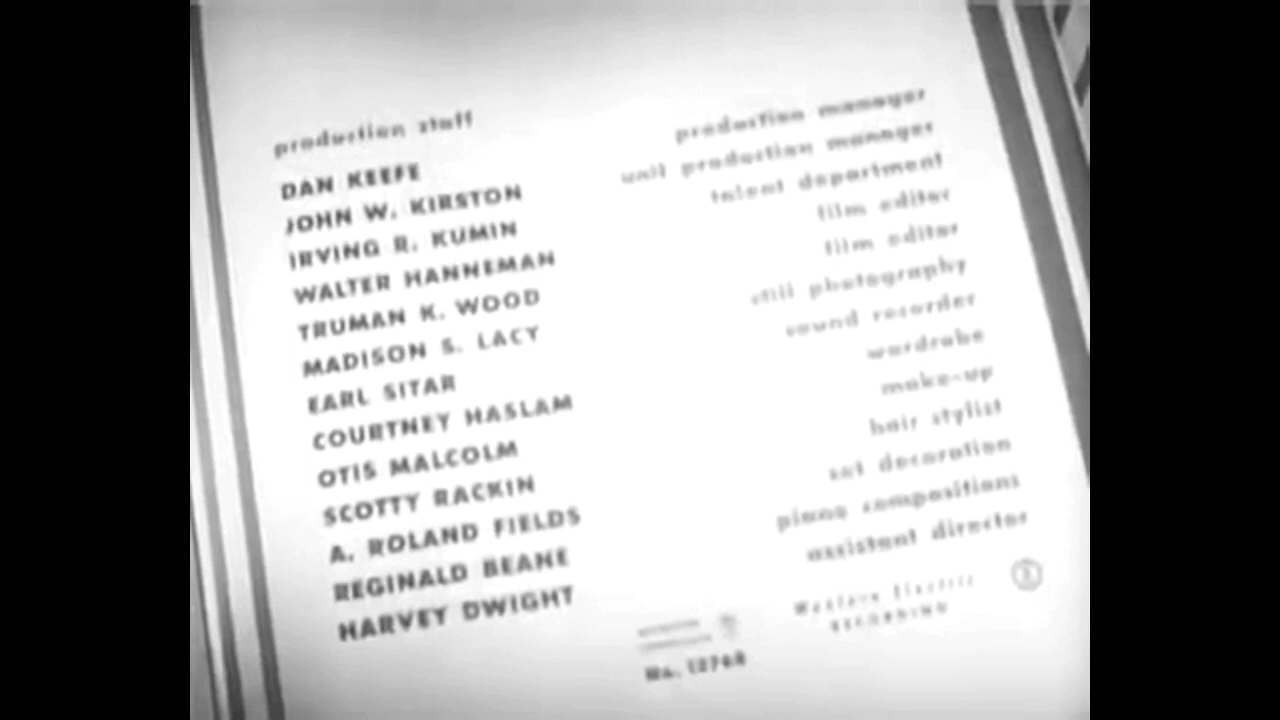 production staff
DAN KEEFE production manager
JOHN W. KIRSTON unit production manager
IRVING R. KUMIN talent department
WALTER HANNEMAN film editor
TRUMAN K. WOOD film editor
MADISON S. LACY still photography
EARL SITAR sound recorder
COURTNEY HASLAM wardrobe
OTIS MALCOLM make-up
SCOTTY RACKIN hair stylist
A. ROLAND FIELDS set decoration
REGINALD BEANE piano compositions
HARVEY DWIGHT assistant director
Western Electric
RECORDING
No.